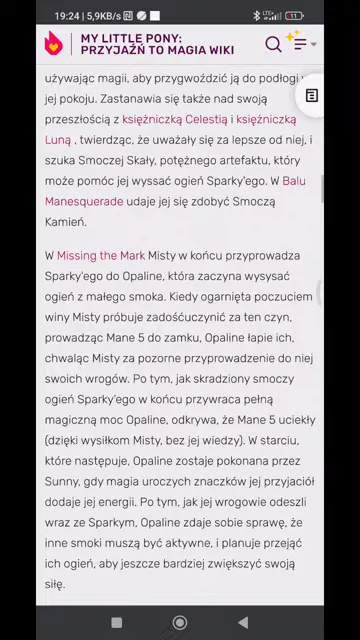 19:24 | 5,9KB/s
11
MY LITTLE PONY:
PRZYJAŹŃ TO MAGIA WIKI
używając magii, aby przygwoździć ją do podłogi w
jej pokoju. Zastanawia się także nad swoją
przeszłością z księżniczką Celestią i księżniczką
Luną , twierdząc, że uważały się za lepsze od niej, i
szuka Smoczej Skały, potężnego artefaktu, który
może pomóc jej wyssać ogień Sparky'ego. W Balu
Manesquerade udaje jej się zdobyć Smoczą
Kamień.
W Missing the Mark Misty w końcu przyprowadza
Sparky'ego do Opaline, która zaczyna wysysać
ogień z małego smoka. Kiedy ogarnięta poczuciem
winy Misty próbuje zadośćuczynić za ten czyn,
prowadząc Mane 5 do zamku, Opaline łapie ich,
chwaląc Misty za pozorne przyprowadzenie do niej
swoich wrogów. Po tym, jak skradziony smoczy
ogień Sparky'ego w końcu przywraca pełną
magiczną moc Opaline, odkrywa, że Mane 5 uciekły
(dzięki wysiłkom Misty, bez jej wiedzy). W starciu,
które następuje, Opaline zostaje pokonana przez
Sunny, gdy magia uroczych znaczków jej przyjaciół
dodaje jej energii. Po tym, jak jej wrogowie odeszli
wraz ze Sparkym, Opaline zdaje sobie sprawę, że
inne smoki muszą być aktywne, i planuje przejąć
ich ogień, aby jeszcze bardziej zwiększyć swoją
siłę.